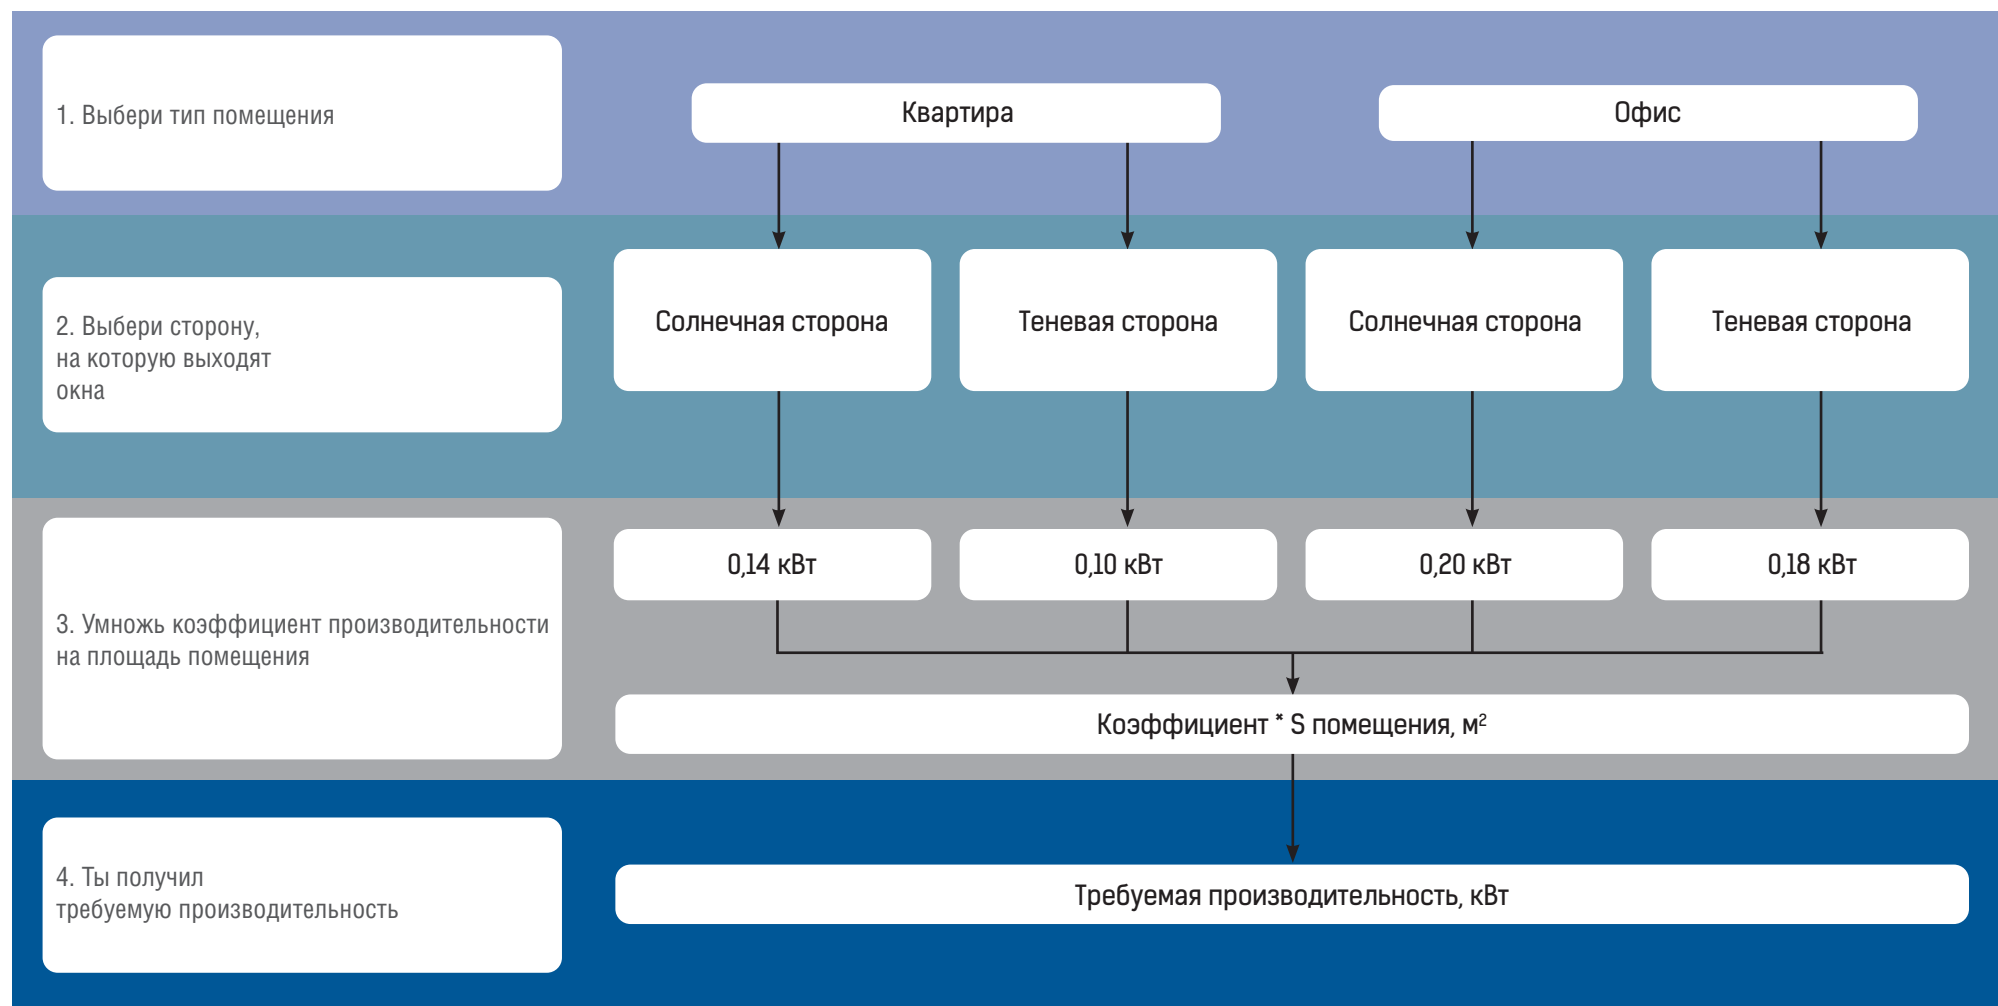 1. Выбери тип помещения
Квартира
Офис
2. Выбери сторону,
на которую выходят
окна
Солнечная сторона
Теневая сторона
Солнечная сторона
Теневая сторона
3. Умножь коэффициент производительности
на площадь помещения
0,14 кВт
0,10 кВт
0,20 кВт
0,18 кВт
Коэффициент * S помещения, м²
4. Ты получил
требуемую производительность
Требуемая производительность, кВт